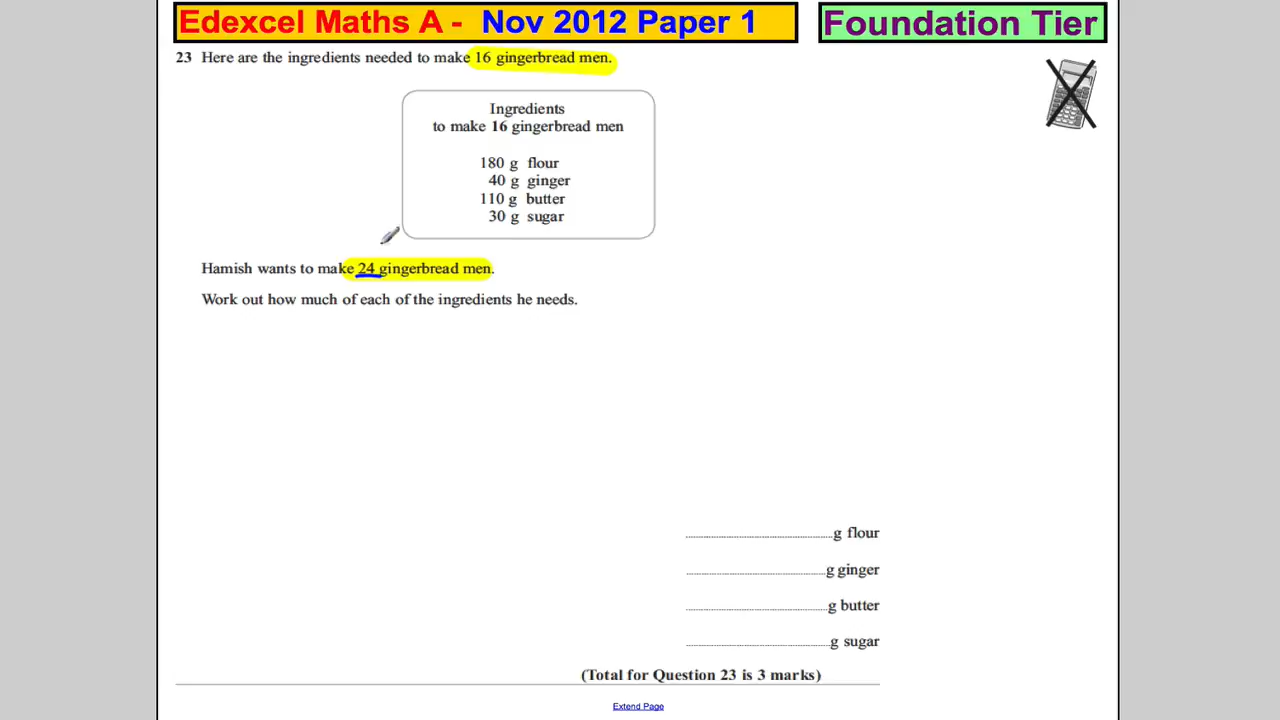 Edexcel Maths A - Nov 2012 Paper 1
Foundation Tier
23 Here are the ingredients needed to make 16 gingerbread men.
Ingredients
to make 16 gingerbread men
180 g flour
40 g ginger
110 g butter
30 g sugar
Hamish wants to make 24 gingerbread men.
Work out how much of each of the ingredients he needs.
..............................................g flour
..............................................g ginger
..............................................g butter
..............................................g sugar
(Total for Question 23 is 3 marks)
Extend Page